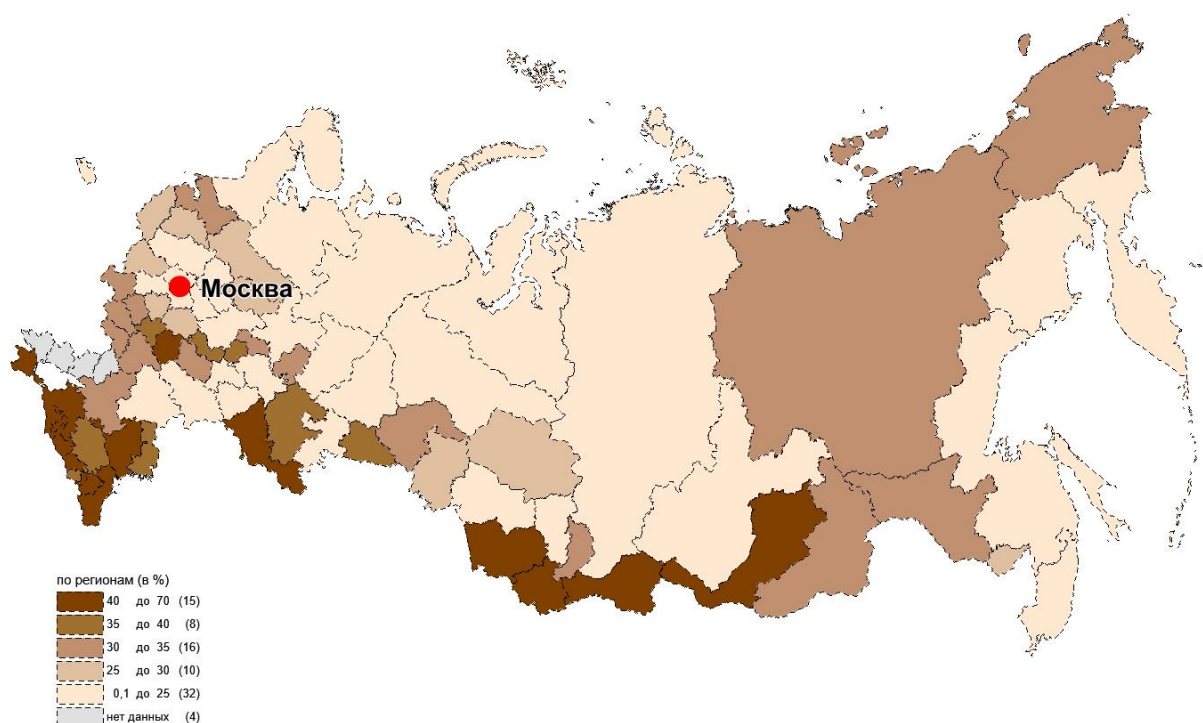 Москва
по регионам (в %)
40 до 70 (15)
35 до 40 (8)
30 до 35 (16)
25 до 30 (10)
0,1 до 25 (32)
нет данных (4)